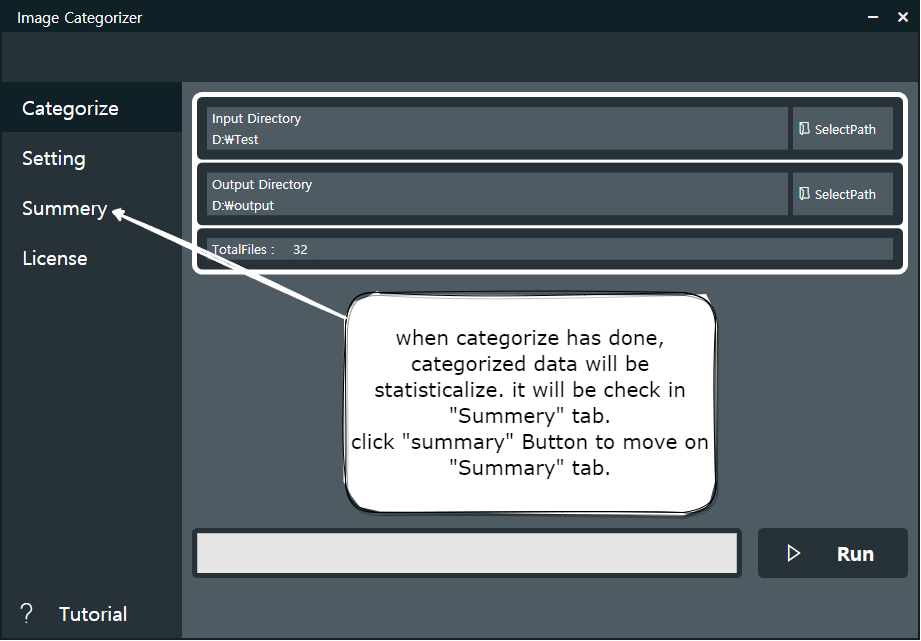 Image Categorizer
Categorize
Setting
Summery
License
Input Directory
D:₩Test
SelectPath
Output Directory
D:₩output
SelectPath
TotalFiles : 32
when categorize has done,
categorized data will be
statisticalize. it will be check in
"Summery" tab.
click "summary" Button to move on
"Summary" tab.
Run
? Tutorial